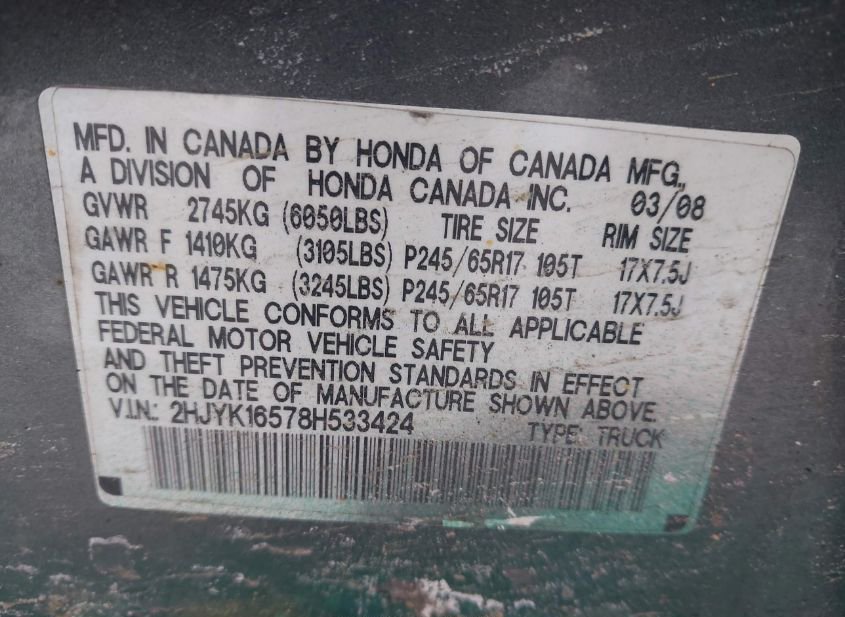 MFD. IN CANADA BY HONDA OF CANADA MFG.,
A DIVISION OF HONDA CANADA INC. 03/08
GVWR 2745KG (6050LBS) TIRE SIZE RIM SIZE
GAWR F 1410KG (3105LBS) P245/65R17 105T 17X7.5J
GAWR R 1475KG (3245LBS) P245/65R17 105T 17X7.5J
THIS VEHICLE CONFORMS TO ALL APPLICABLE
FEDERAL MOTOR VEHICLE SAFETY
AND THEFT PREVENTION STANDARDS IN EFFECT
ON THE DATE OF MANUFACTURE SHOWN ABOVE.
V.I.N.: 2HJYK16578H533424 TYPE: TRUCK